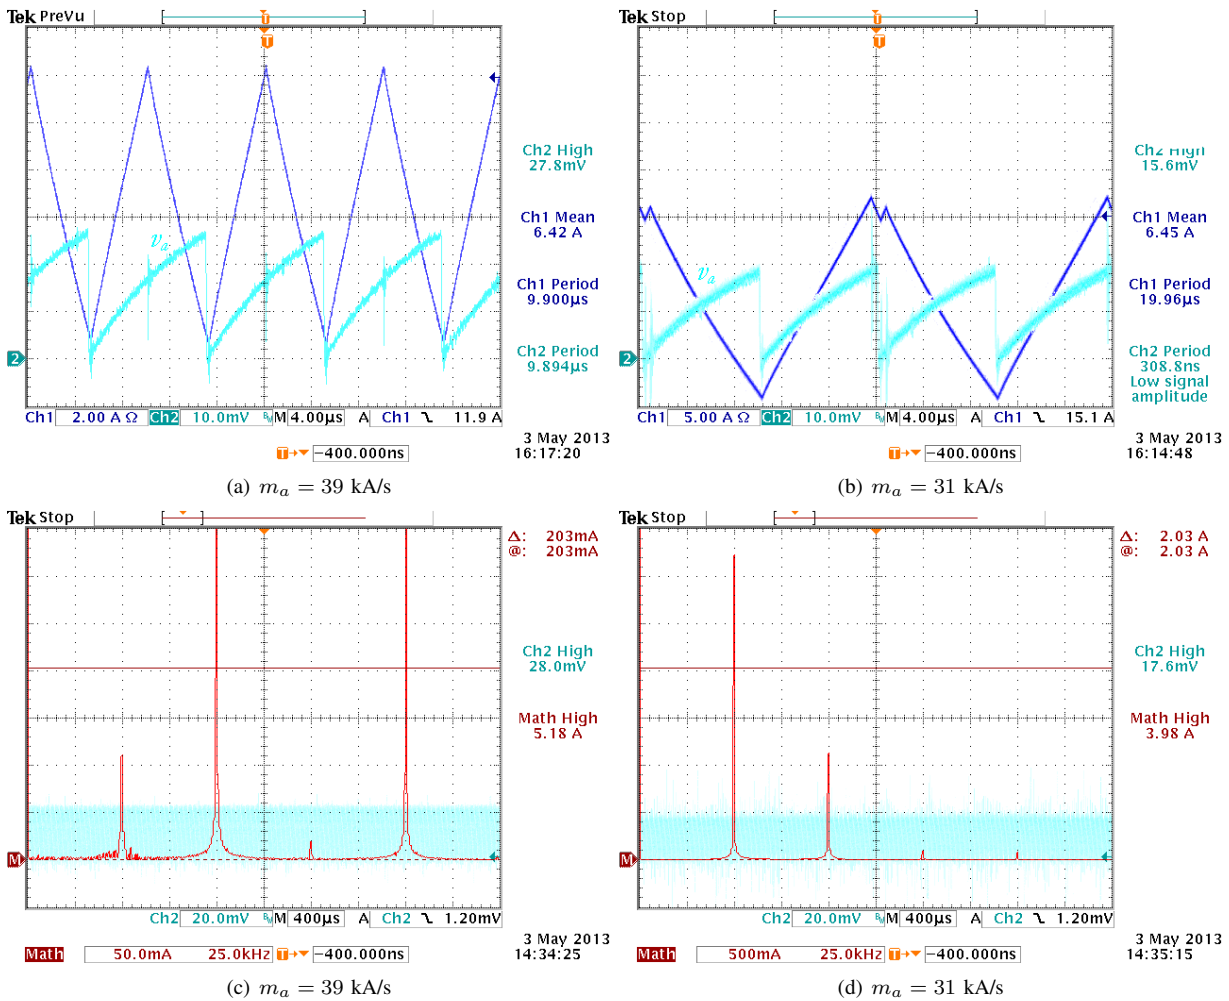 Tek PreVu
T
T
Ch2 High
27.8mV
Ch1 Mean
6.42 A
Ch1 Period
9.900µs
Ch2 Period
9.894µs
v_a
2
Ch1 2.00 A Ω Ch2 10.0mV M 4.00µs A Ch1 11.9 A
T -400.000ns
3 May 2013
16:17:20
(a) m_a = 39 kA/s
Tek Stop
T
T
Ch2 High
15.6mV
Ch1 Mean
6.45 A
Ch1 Period
19.96µs
Ch2 Period
308.8ns
Low signal
amplitude
v_a
2
Ch1 5.00 A Ω Ch2 10.0mV M 4.00µs A Ch1 15.1 A
T -400.000ns
3 May 2013
16:14:48
(b) m_a = 31 kA/s
Tek Stop
Δ: 203mA
@: 203mA
Ch2 High
28.0mV
Math High
5.18 A
M
Ch2 20.0mV M 400µs A Ch2 1.20mV
Math 50.0mA 25.0kHz T -400.000ns
3 May 2013
14:34:25
(c) m_a = 39 kA/s
Tek Stop
Δ: 2.03 A
@: 2.03 A
Ch2 High
17.6mV
Math High
3.98 A
M
Ch2 20.0mV M 400µs A Ch2 1.20mV
Math 500mA 25.0kHz T -400.000ns
3 May 2013
14:35:15
(d) m_a = 31 kA/s